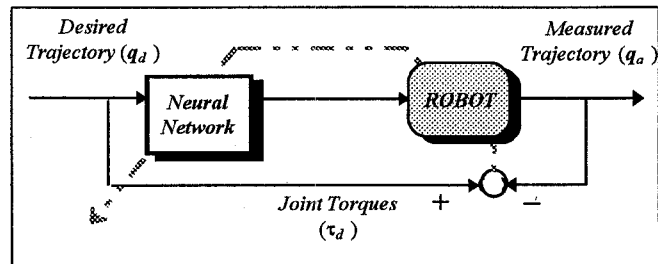 Desired
Trajectory (q_d)
Measured
Trajectory (q_a)
Neural
Network
ROBOT
Joint Torques
(τ_d)
+
−